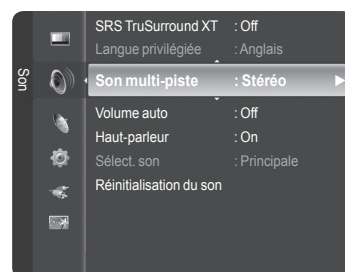 Son
SRS TruSurround XT : Off
Langue privilégiée : Anglais
Son multi-piste : Stéréo
Volume auto : Off
Haut-parleur : On
Sélect. son : Principale
Réinitialisation du son